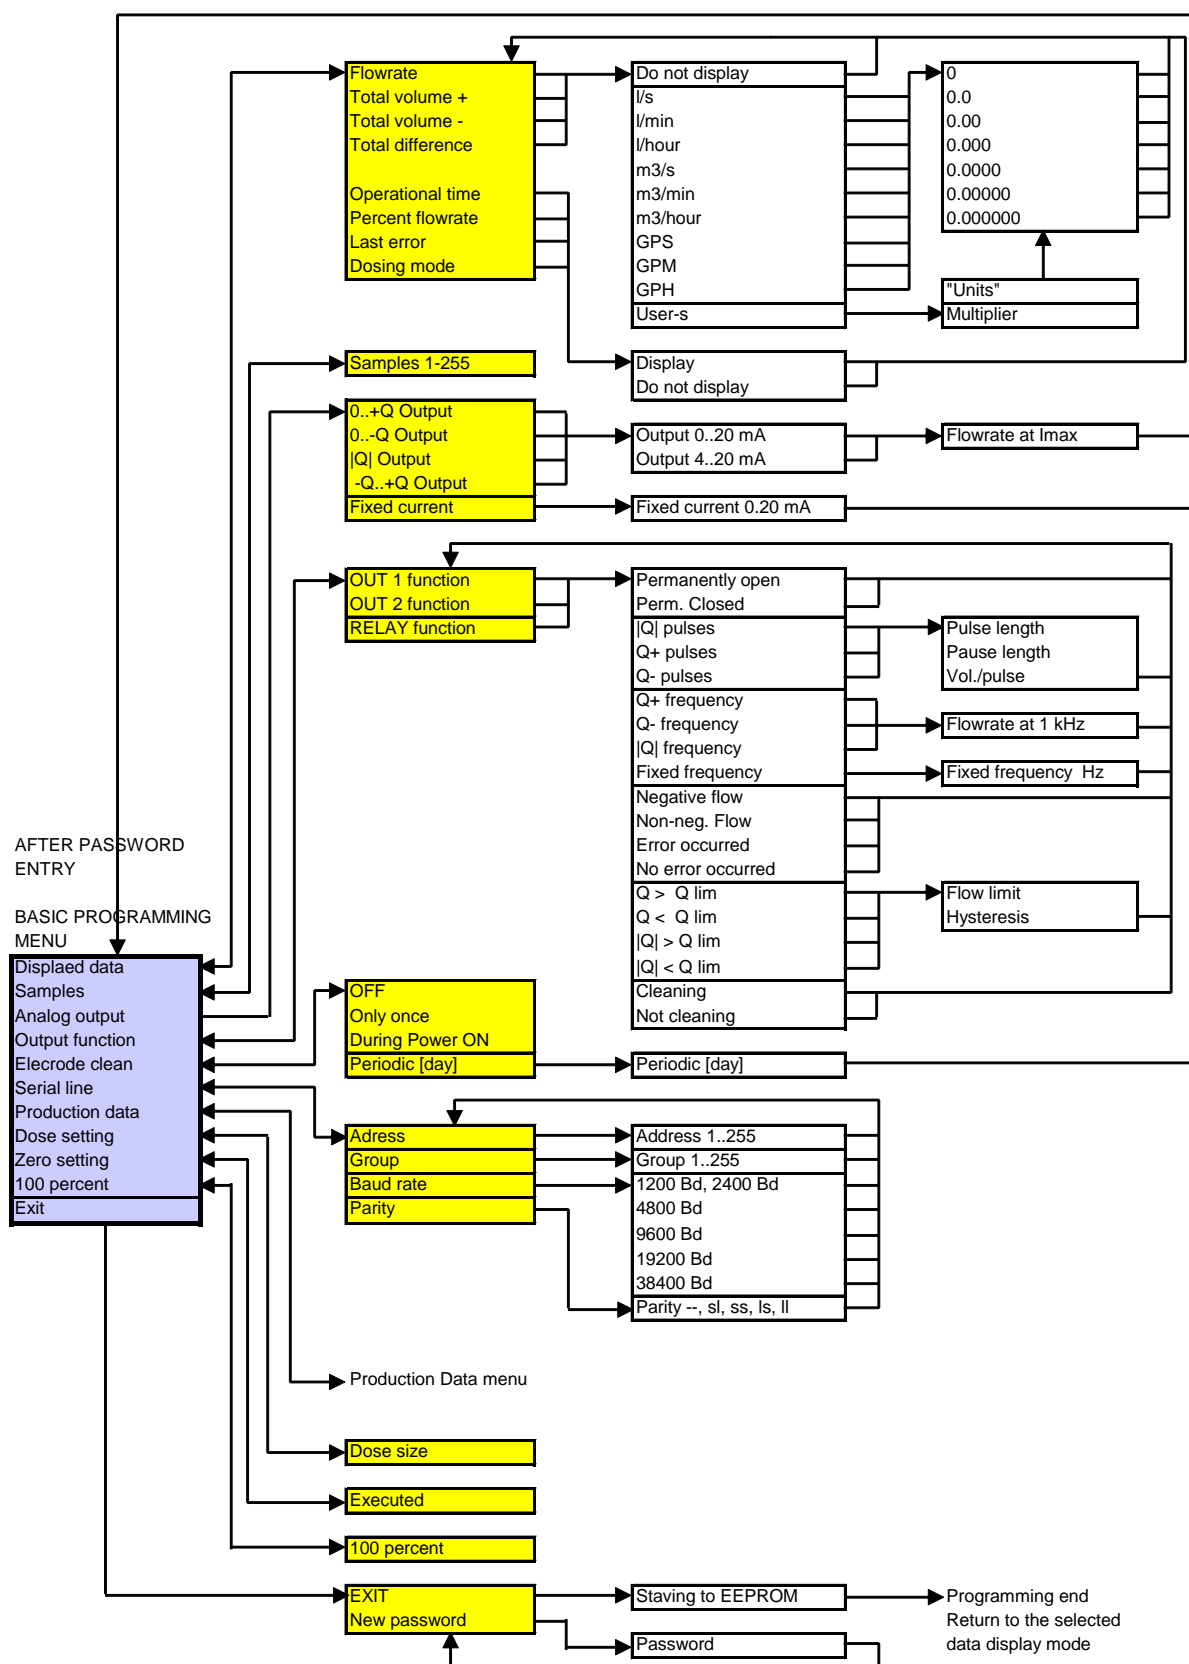 Flowrate
Total volume +
Total volume -
Total difference
Operational time
Percent flowrate
Last error
Dosing mode
Do not display
l/s
l/min
l/hour
m3/s
m3/min
m3/hour
GPS
GPM
GPH
User-s
0
0.0
0.00
0.000
0.0000
0.00000
0.000000
"Units"
Multiplier
Samples 1-255
Display
Do not display
0..+Q Output
0..-Q Output
|Q| Output
-Q..+Q Output
Fixed current
Output 0..20 mA
Output 4..20 mA
Flowrate at Imax
Fixed current 0.20 mA
OUT 1 function
OUT 2 function
RELAY function
Permanently open
Perm. Closed
|Q| pulses
Q+ pulses
Q- pulses
Q+ frequency
Q- frequency
|Q| frequency
Fixed frequency
Negative flow
Non-neg. Flow
Error occurred
No error occurred
Q > Q lim
Q < Q lim
|Q| > Q lim
|Q| < Q lim
Cleaning
Not cleaning
Pulse length
Pause length
Vol./pulse
Flowrate at 1 kHz
Fixed frequency Hz
Flow limit
Hysteresis
AFTER PASSWORD
ENTRY
BASIC PROGRAMMING
MENU
Displaed data
Samples
Analog output
Output function
Elecrode clean
Serial line
Production data
Dose setting
Zero setting
100 percent
Exit
OFF
Only once
During Power ON
Periodic [day]
Periodic [day]
Adress
Group
Baud rate
Parity
Address 1..255
Group 1..255
1200 Bd, 2400 Bd
4800 Bd
9600 Bd
19200 Bd
38400 Bd
Parity --, sl, ss, ls, ll
Production Data menu
Dose size
Executed
100 percent
EXIT
New password
Staving to EEPROM
Password
Programming end
Return to the selected
data display mode